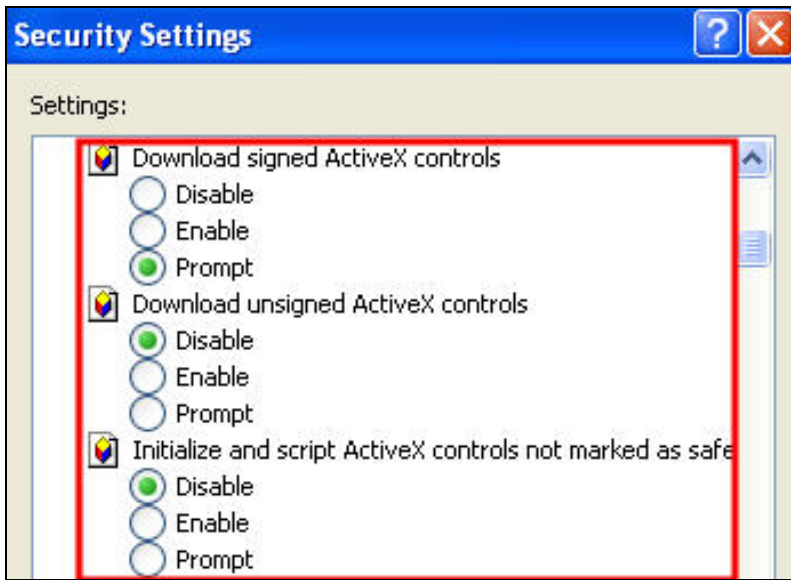 Security Settings
Settings:
Download signed ActiveX controls
Disable
Enable
Prompt
Download unsigned ActiveX controls
Disable
Enable
Prompt
Initialize and script ActiveX controls not marked as safe
Disable
Enable
Prompt